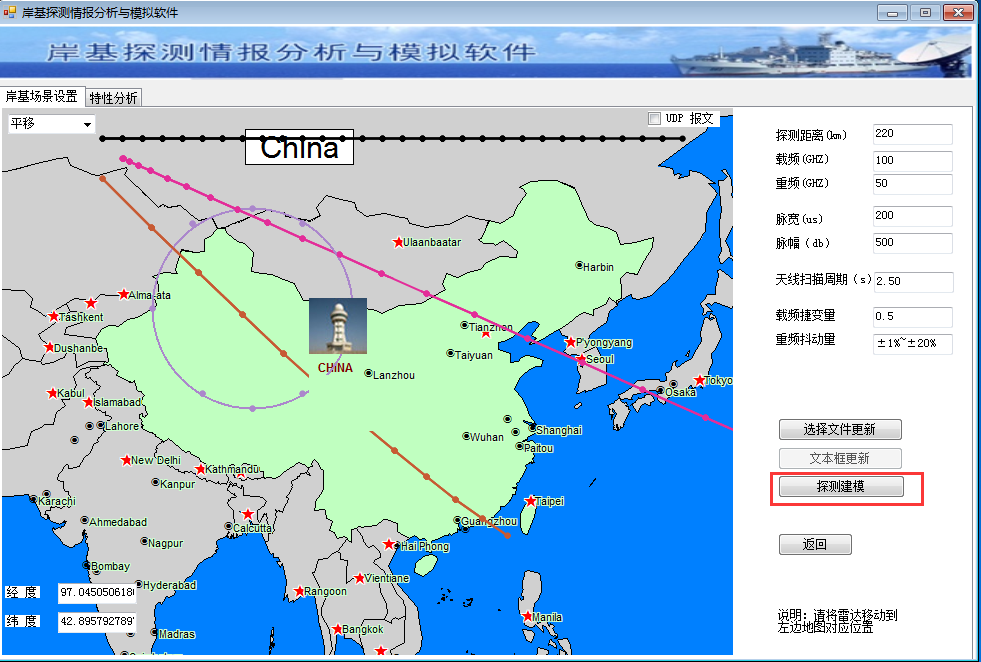 岸基探测情报分析与模拟软件
岸基探测情报分析与模拟软件
岸基场景设置 特性分析
平移
UDP 报文
China
Ulaanbaatar
Harbin
Alma-ata
Tashkent
Tianzhen
Dushanbe
P'yongyang
Taiyuan
Seoul
CHINA
Lanzhou
Tokyo
Kabul
Osaka
Islamabad
Lahore
Shanghai
Wuhan
Paitou
New Delhi
Kathmandu
Kanpur
Karachi
Taipei
Ahmedabad
Guangzhou
Calcutta
Nagpur
Hai Phong
Bombay
Vientiane
Hyderabad
Rangoon
经 度 97.0450506180
Manila
纬 度 42.895792789
Bangkok
Madras
探测距离(km) 220
载频(GHZ) 100
重频(GHZ) 50
脉宽(us) 200
脉幅(db) 500
天线扫描周期(s) 2.50
载频捷变量 0.5
重频抖动量 ±1%~±20%
选择文件更新
文本框更新
探测建模
返回
说明：请将雷达移动到
左边地图对应位置